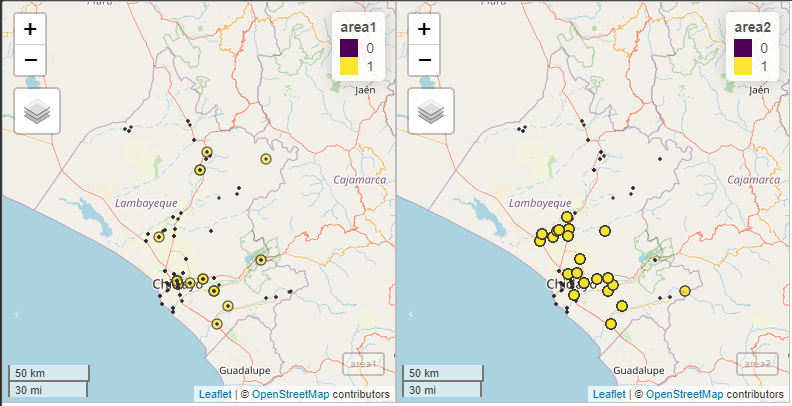 Piura
+
−
area1
0
1
Jaén
Cajamarca
Lambayeque
Chiclayo
Guadalupe
50 km
30 mi
area1
Leaflet | © OpenStreetMap contributors
Piura
+
−
area2
0
1
Jaén
Cajamarca
Lambayeque
Chiclayo
Guadalupe
50 km
30 mi
area2
Leaflet | © OpenStreetMap contributors